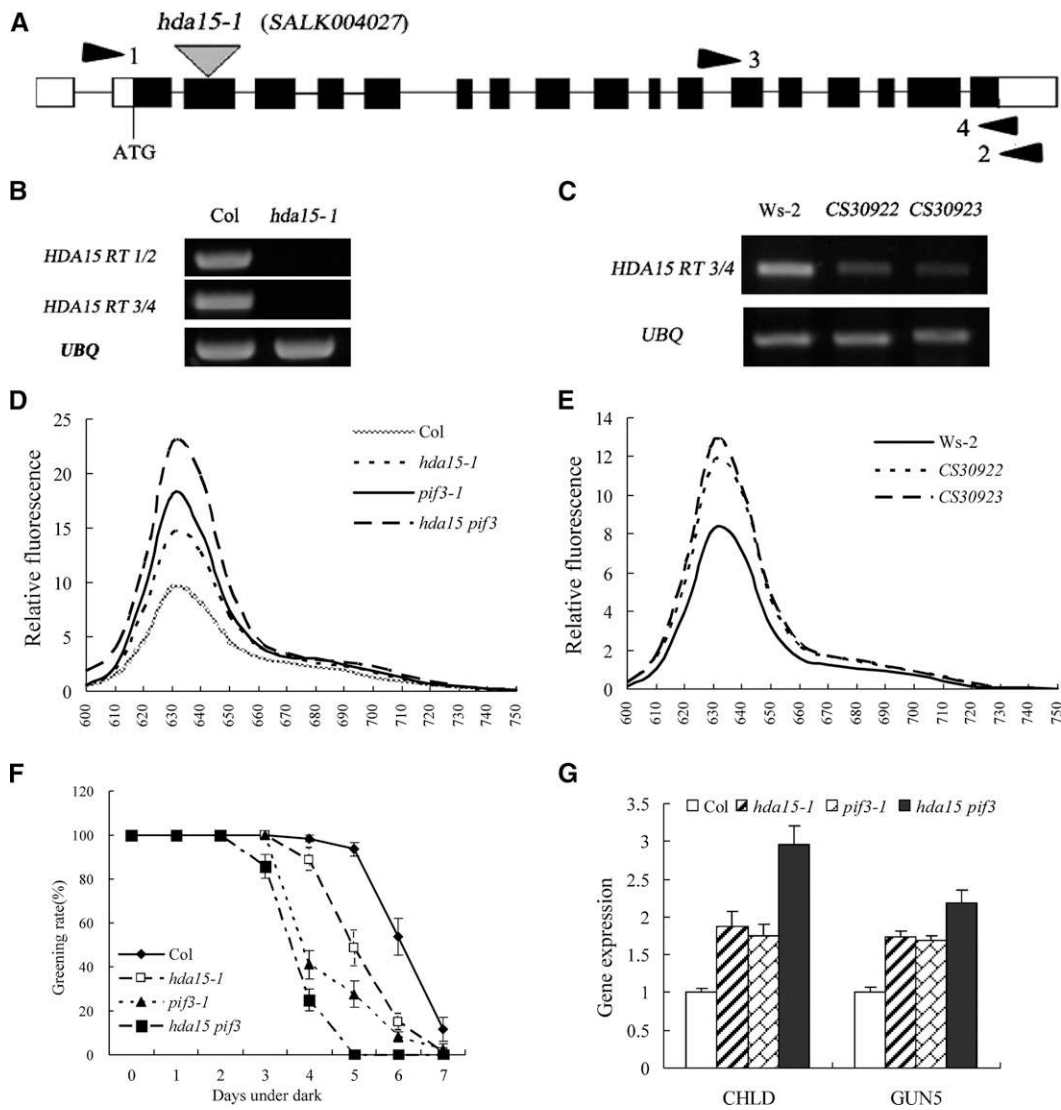 A
hda15-1 (SALK004027)
1
3
4
2
ATG
B
Col hda15-1
HDA15 RT 1/2
HDA15 RT 3/4
UBQ
C
Ws-2 CS30922 CS30923
HDA15 RT 3/4
UBQ
D
Relative fluorescence
25
20
15
10
5
0
600 610 620 630 640 650 660 670 680 690 700 710 720 730 740 750
Col
hda15-1
pif3-1
hda15 pif3
E
Relative fluorescence
14
12
10
8
6
4
2
0
600 610 620 630 640 650 660 670 680 690 700 710 720 730 740 750
Ws-2
CS30922
CS30923
F
Greening rate(%)
120
100
80
60
40
20
0
0 1 2 3 4 5 6 7
Days under dark
Col
hda15-1
pif3-1
hda15 pif3
G
Gene expression
3.5
3
2.5
2
1.5
1
0.5
0
Col hda15-1 pif3-1 hda15 pif3
CHLD GUN5